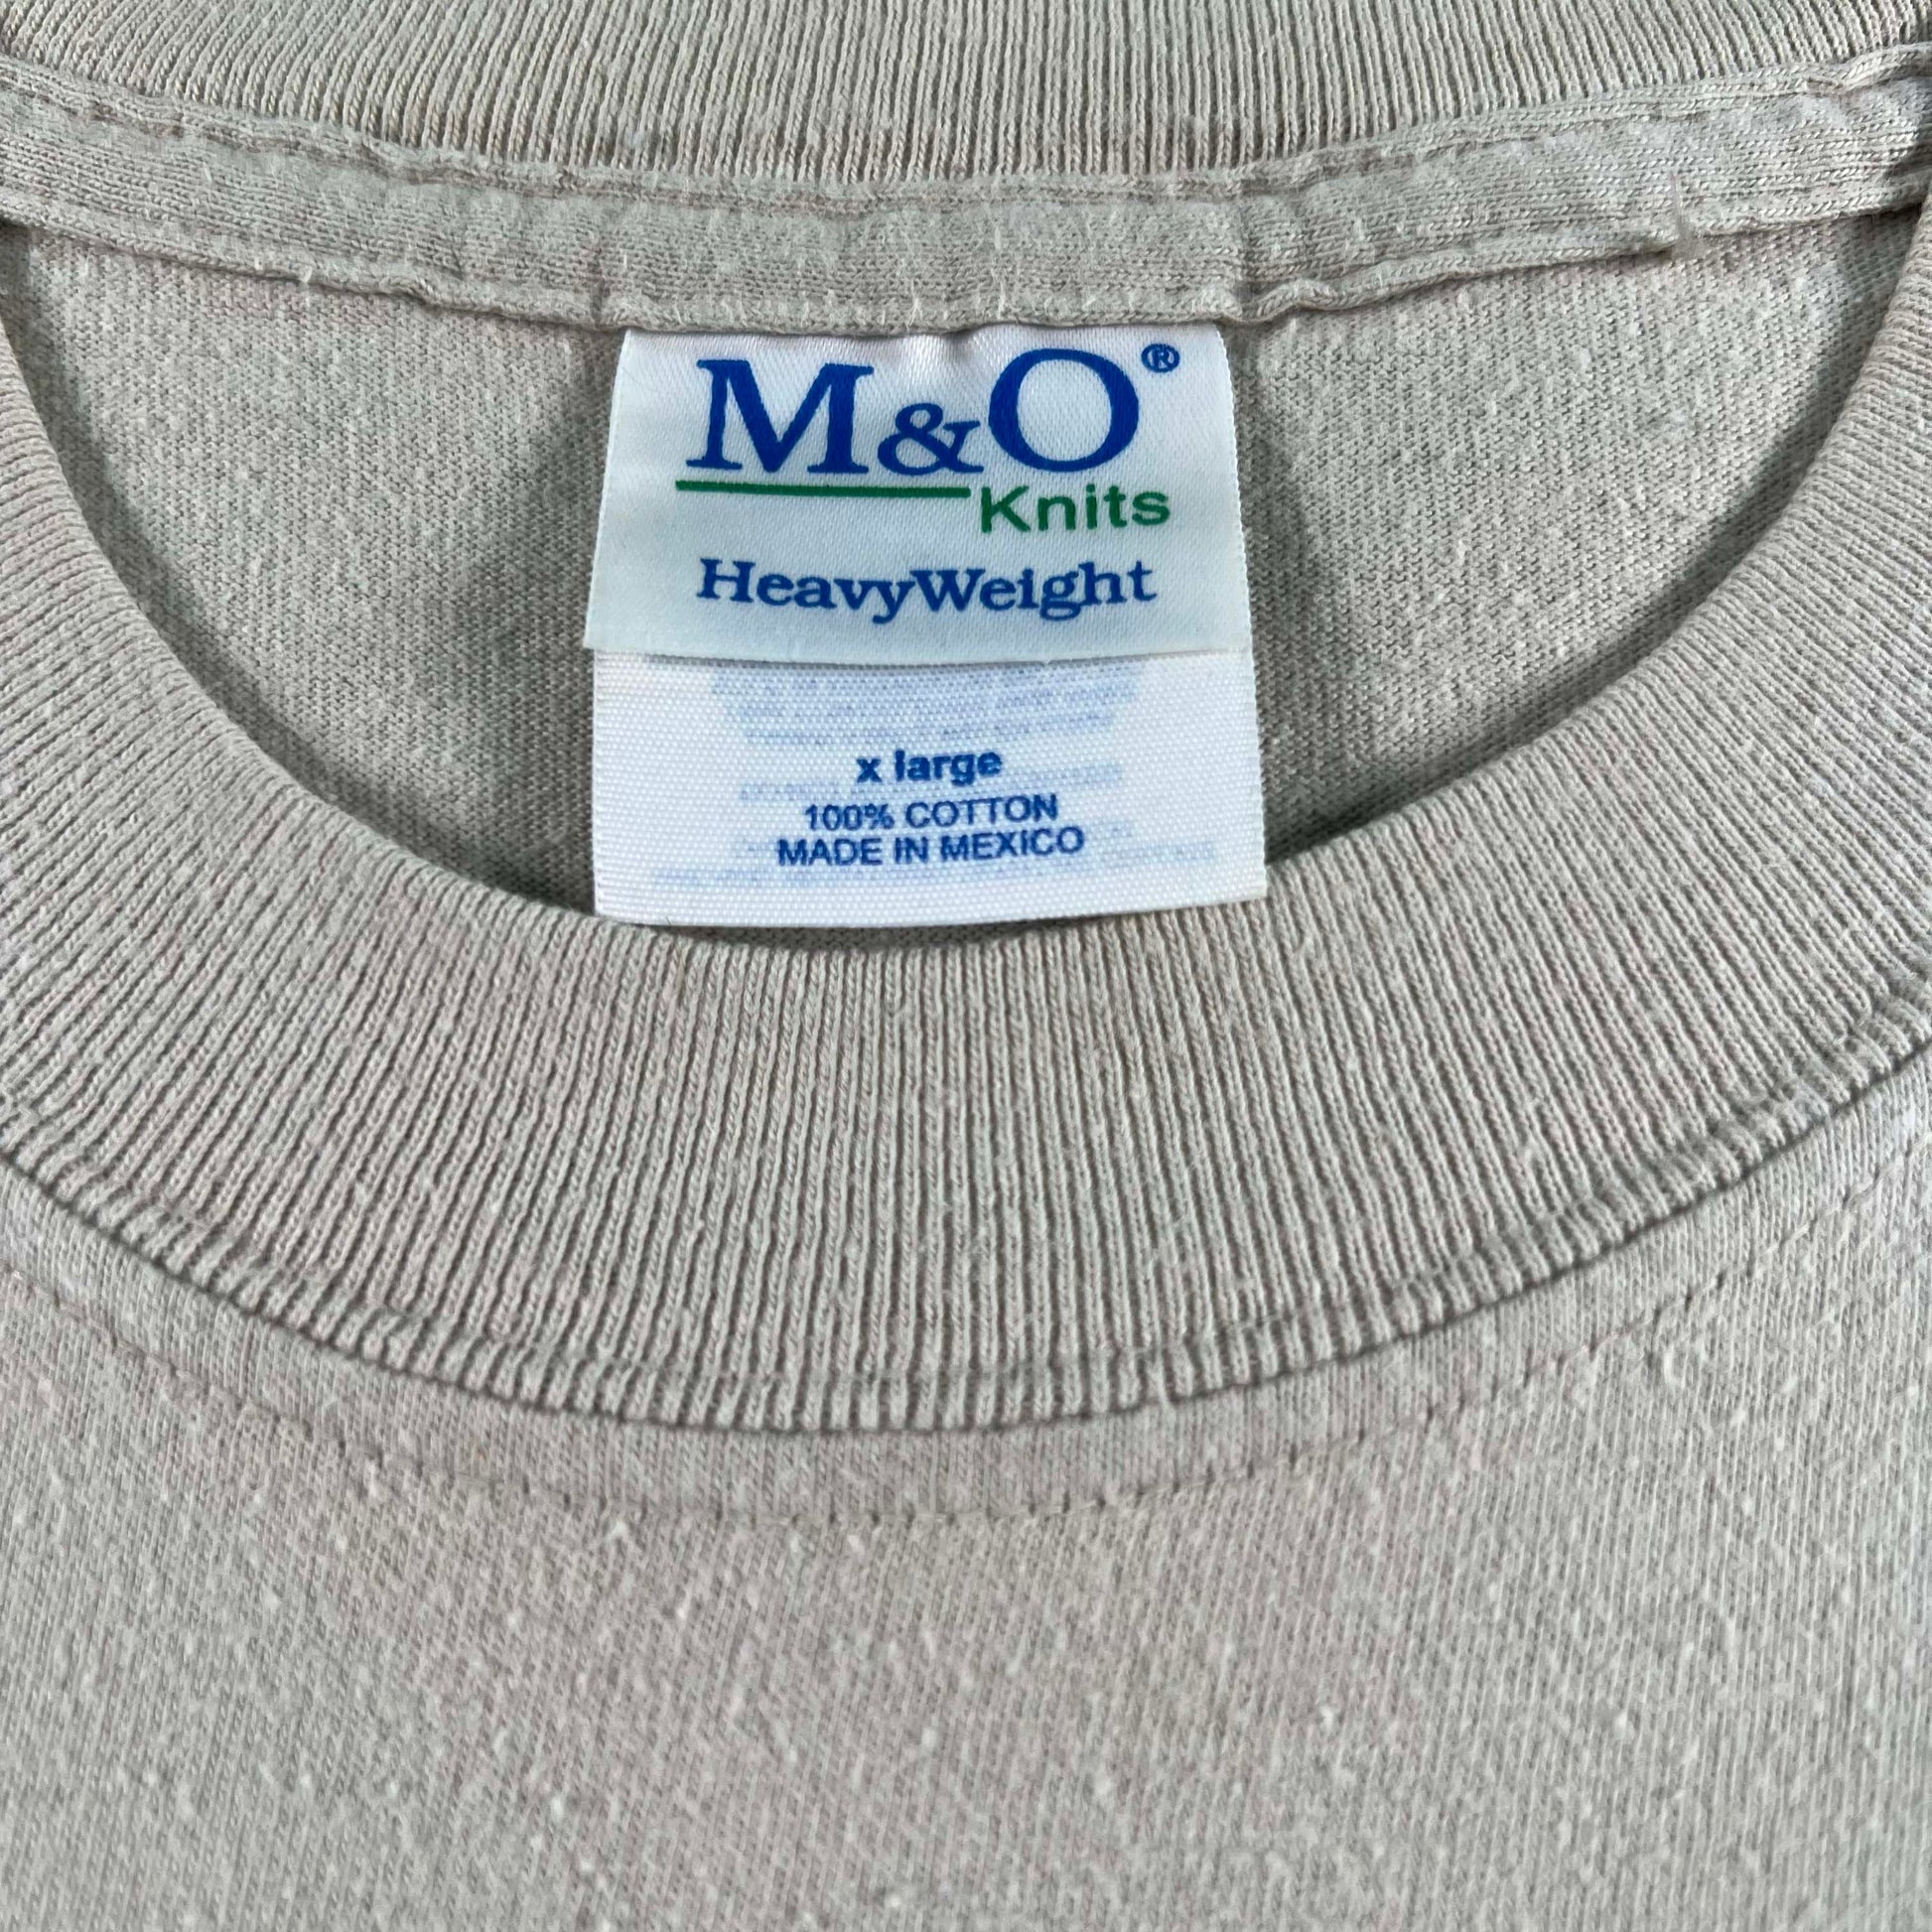 M&O®
Knits
HeavyWeight
x large
100% COTTON
MADE IN MEXICO